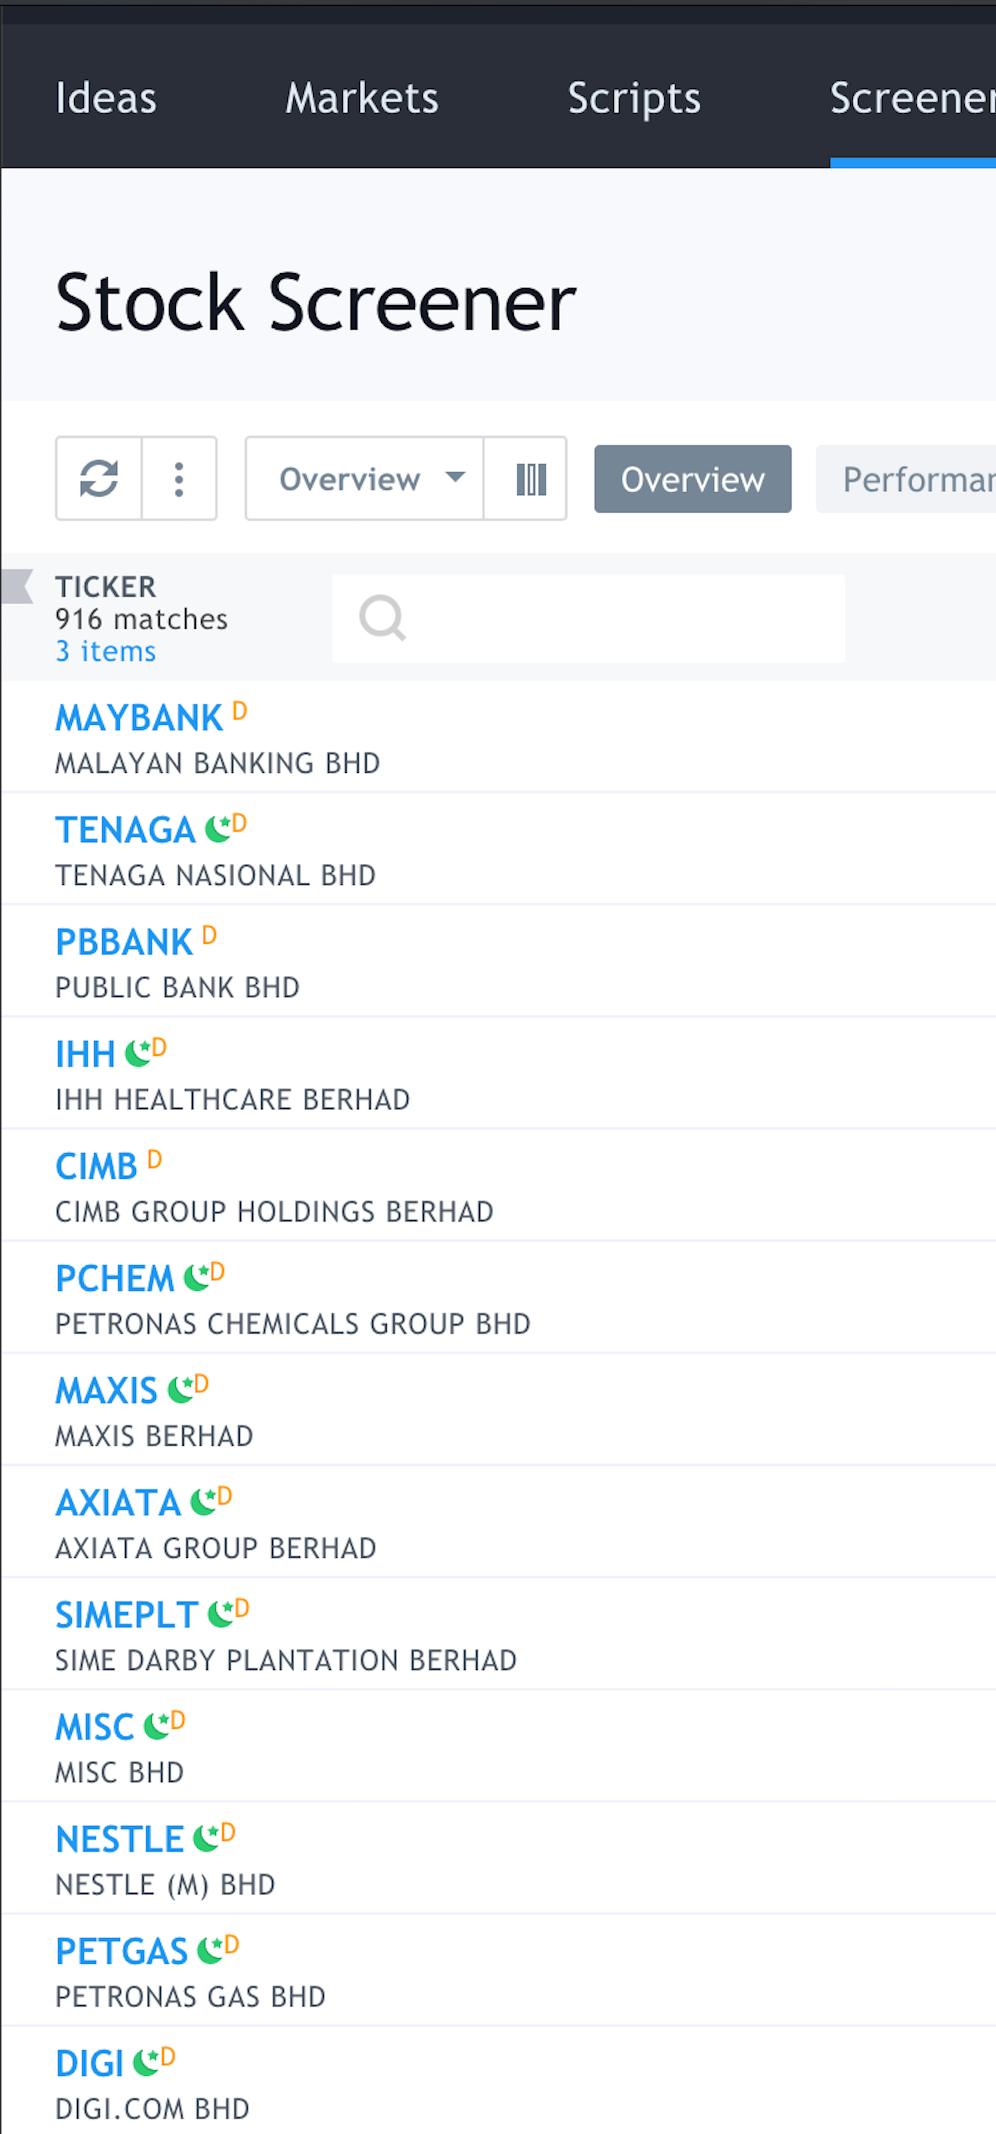 Ideas Markets Scripts Screener
Stock Screener
Overview Overview Performan
TICKER
916 matches
3 items
MAYBANK D
MALAYAN BANKING BHD
TENAGA D
TENAGA NASIONAL BHD
PBBANK D
PUBLIC BANK BHD
IHH D
IHH HEALTHCARE BERHAD
CIMB D
CIMB GROUP HOLDINGS BERHAD
PCHEM D
PETRONAS CHEMICALS GROUP BHD
MAXIS D
MAXIS BERHAD
AXIATA D
AXIATA GROUP BERHAD
SIMEPLT D
SIME DARBY PLANTATION BERHAD
MISC D
MISC BHD
NESTLE D
NESTLE (M) BHD
PETGAS D
PETRONAS GAS BHD
DIGI D
DIGI.COM BHD